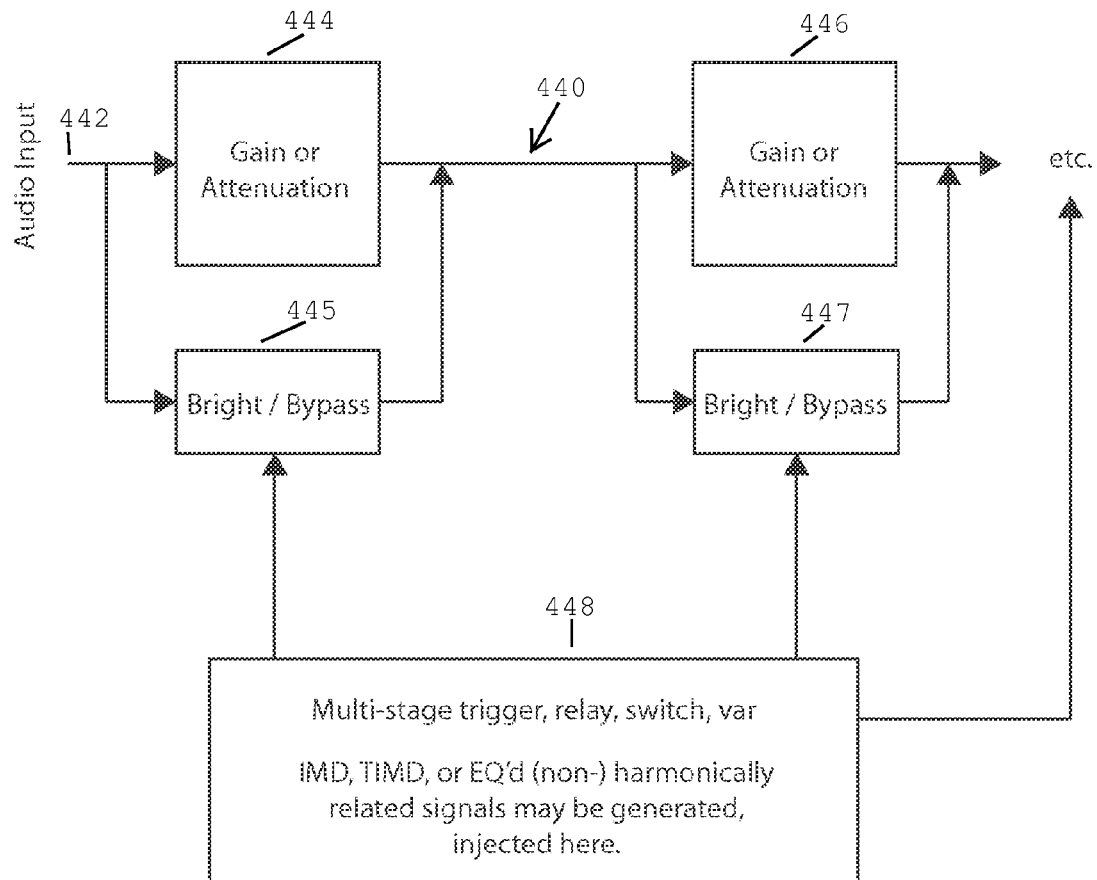 444
446
442
440
Audio Input
Gain or
Attenuation
Gain or
Attenuation
etc.
445
447
Bright / Bypass
Bright / Bypass
448
Multi-stage trigger, relay, switch, var
IMD, TIMD, or EQ'd (non-) harmonically
related signals may be generated,
injected here.